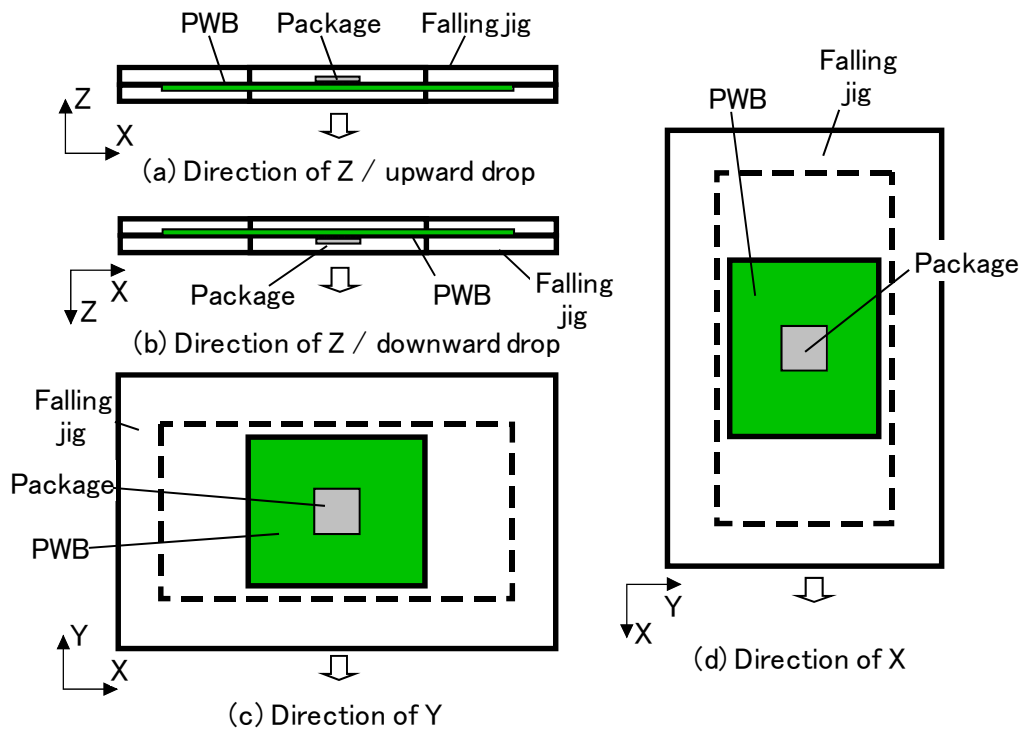 PWB
Package
Falling jig
Z
X
(a) Direction of Z / upward drop
X
Z
Package
PWB
Falling
jig
(b) Direction of Z / downward drop
Falling
jig
Package
PWB
Y
X
(c) Direction of Y
Falling
jig
PWB
Package
Y
X
(d) Direction of X